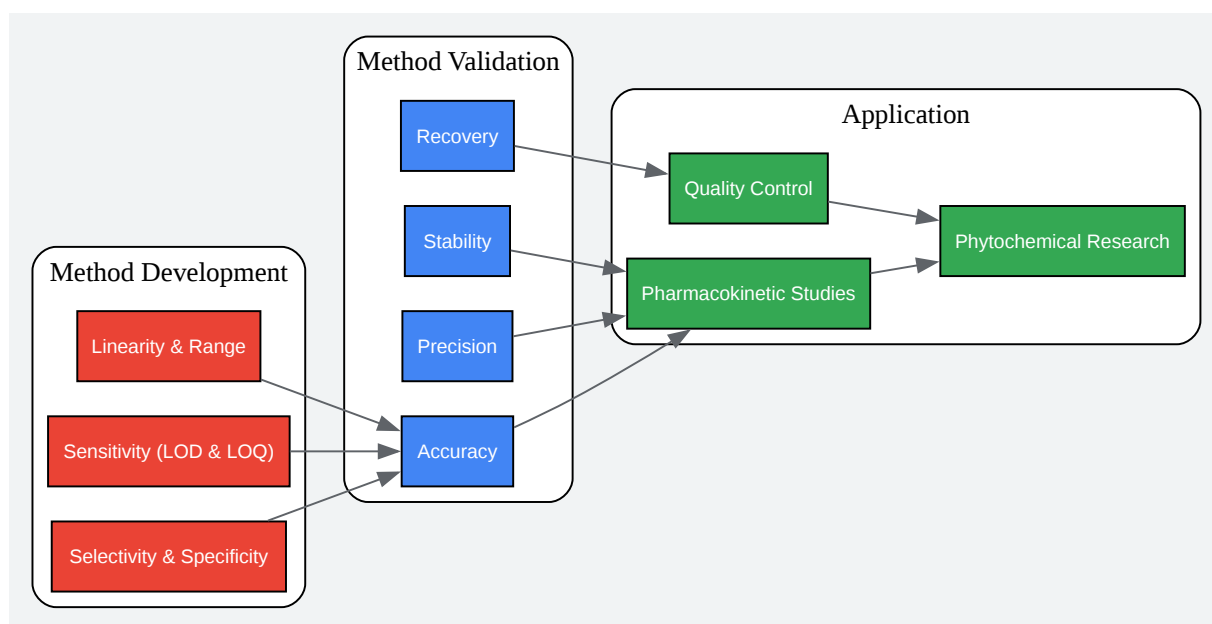 Method Development
Linearity & Range
Sensitivity (LOD & LOQ)
Selectivity & Specificity
Method Validation
Recovery
Stability
Precision
Accuracy
Application
Quality Control
Pharmacokinetic Studies
Phytochemical Research